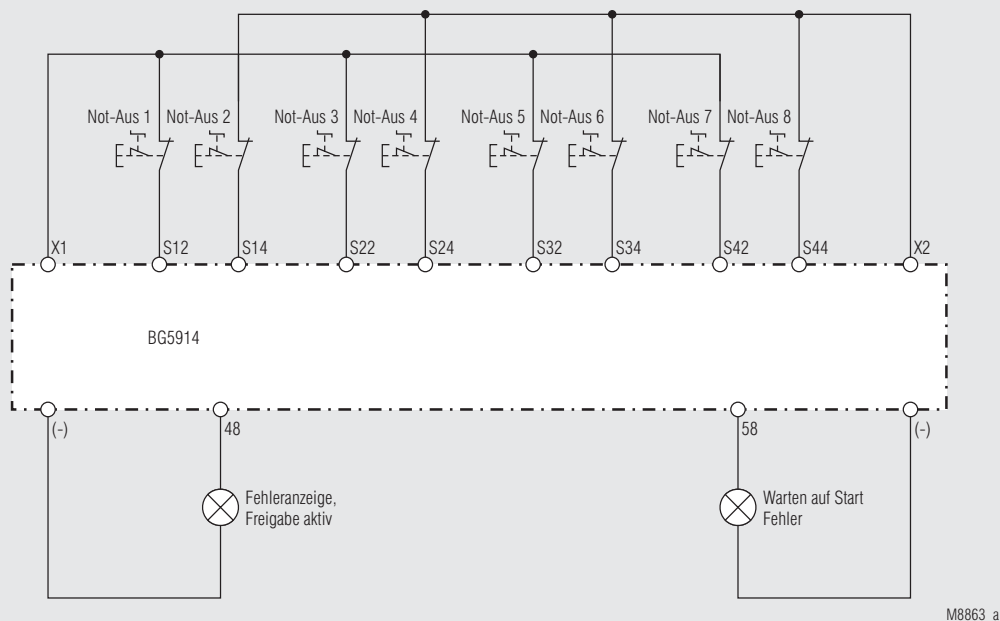 Not-Aus 1
Not-Aus 2
Not-Aus 3
Not-Aus 4
Not-Aus 5
Not-Aus 6
Not-Aus 7
Not-Aus 8
X1
S12
S14
S22
S24
S32
S34
S42
S44
X2
BG5914
(-)
48
58
(-)
Fehleranzeige,
Freigabe aktiv
Warten auf Start
Fehler
M8863_a